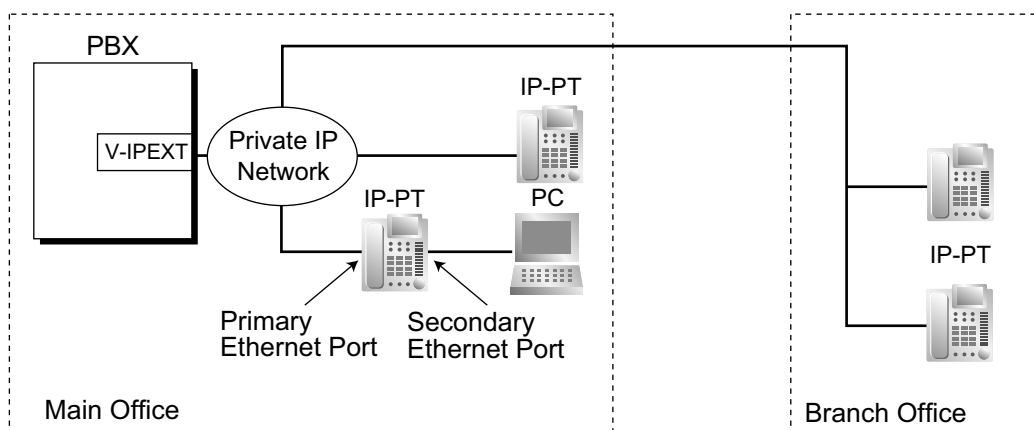 PBX
V-IPEXT
Private IP
Network
IP-PT
IP-PT
PC
Primary
Ethernet Port
Secondary
Ethernet Port
Main Office
IP-PT
Branch Office